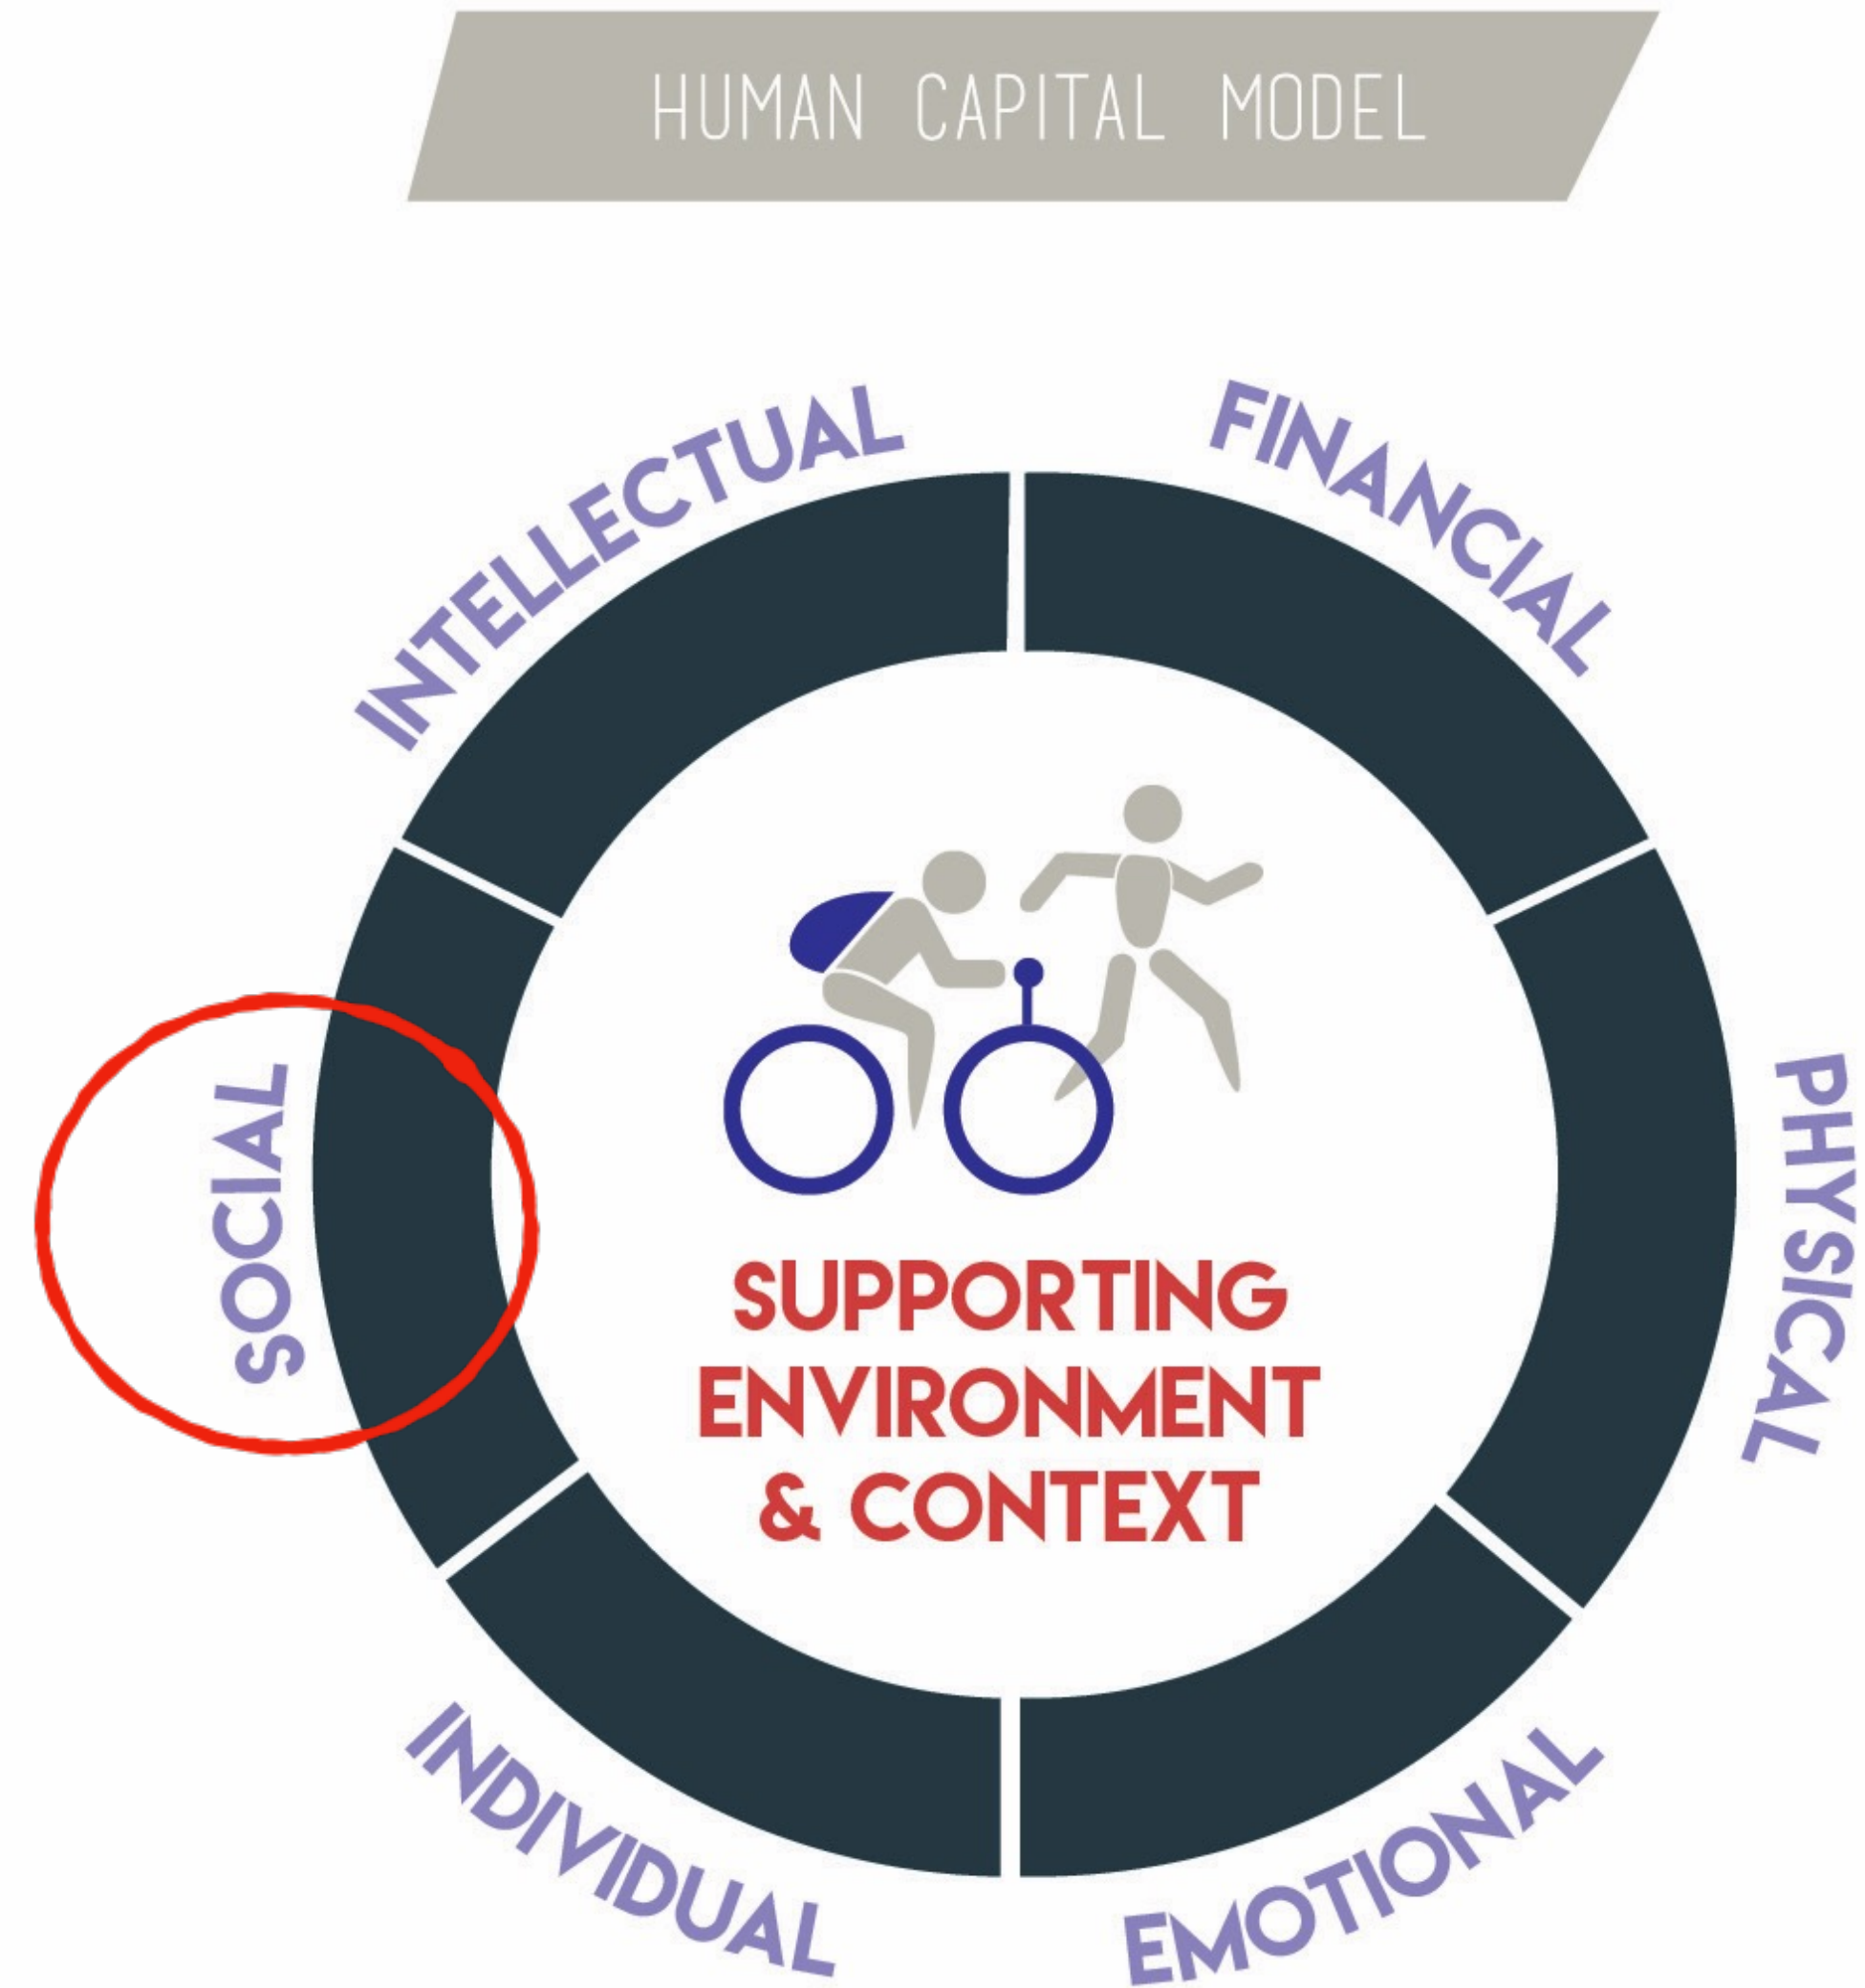 HUMAN CAPITAL MODEL
INTELLECTUAL
FINANCIAL
SOCIAL
PHYSICAL
SUPPORTING
ENVIRONMENT
& CONTEXT
INDIVIDUAL
EMOTIONAL